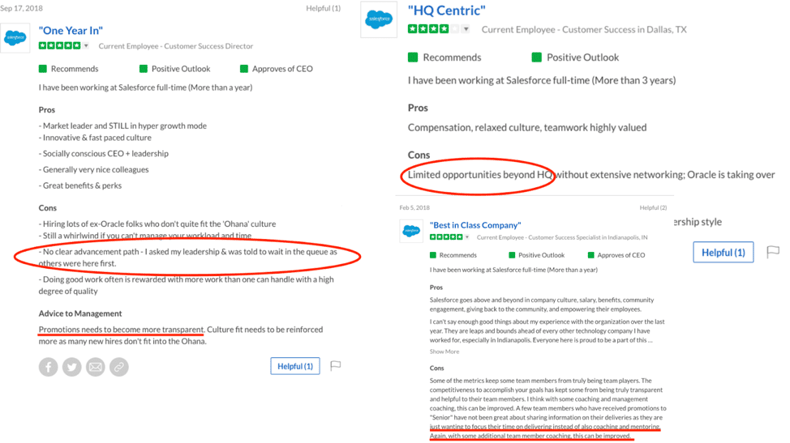 Sep 17, 2018
Helpful (1)
salesforce
"One Year In"
Current Employee - Customer Success Director
Recommends
Positive Outlook
Approves of CEO
I have been working at Salesforce full-time (More than a year)
Pros
- Market leader and STILL in hyper growth mode
- Innovative & fast paced culture
- Socially conscious CEO + leadership
- Generally very nice colleagues
- Great benefits & perks
Cons
- Hiring lots of ex-Oracle folks who don't quite fit the 'Ohana' culture
- Still a whirlwind if you can't manage your workload and time
- No clear advancement path - I asked my leadership & was told to wait in the queue as
others were here first.
- Doing good work often is rewarded with more work than one can handle with a high
degree of quality
Advice to Management
Promotions needs to become more transparent. Culture fit needs to be reinforced
more as many new hires don't fit into the Ohana.
Helpful (1)
salesforce
"HQ Centric"
Current Employee - Customer Success in Dallas, TX
Recommends
Positive Outlook
I have been working at Salesforce full-time (More than 3 years)
Pros
Compensation, relaxed culture, teamwork highly valued
Cons
Limited opportunities beyond HQ without extensive networking; Oracle is taking over
ership style
Helpful (1)
Feb 5, 2018
Helpful (2)
salesforce
"Best in Class Company"
Current Employee - Customer Success Specialist in Indianapolis, IN
Recommends
Positive Outlook
Approves of CEO
I have been working at Salesforce full-time (More than a year)
Pros
Salesforce goes above and beyond in company culture, salary, benefits, community
engagement, giving back to the community, and empowering their employees.
I can't say enough good things about my experience with the organization over the last
year. They are leaps and bounds ahead of every other technology company I have
worked for, especially in Indianapolis. Everyone here is proud to be a part of this ...
Show More
Cons
Some of the metrics keep some team members from truly being team players. The
competitiveness to accomplish your goals has kept some from being truly transparent
and helpful to their team members. I think with some coaching and management
coaching, this can be improved. A few team members who have received promotions to
"Senior" have not been great about sharing information on their deliveries as they are
just wanting to focus their time on delivering instead of also coaching and mentoring.
Again, with some additional team member coaching, this can be improved.